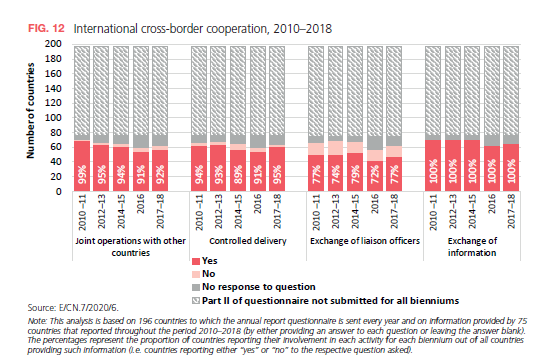 FIG. 12 International cross-border cooperation, 2010–2018
Number of countries
200
180
160
140
120
100
80
60
40
20
0
99% 95% 94% 91% 92% 94% 93% 89% 91% 95% 77% 74% 79% 72% 77% 100% 100% 100% 100% 100%
2010 –11 2012–13 2014–15 2016 2017–18 2010 –11 2012–13 2014–15 2016 2017–18 2010 –11 2012–13 2014–15 2016 2017–18 2010 –11 2012–13 2014–15 2016 2017–18
Joint operations with other countries
Controlled delivery
Exchange of liaison officers
Exchange of information
Yes
No
No response to question
Part II of questionnaire not submitted for all bienniums
Source: E/CN.7/2020/6.
Note: This analysis is based on 196 countries to which the annual report questionnaire is sent every year and on information provided by 75
countries that reported throughout the period 2010–2018 (by either providing an answer to each question or leaving the answer blank).
The percentages represent the proportion of countries reporting their involvement in each activity for each biennium out of all countries
providing such information (i.e. countries reporting either “yes” or “no” to the respective question asked).